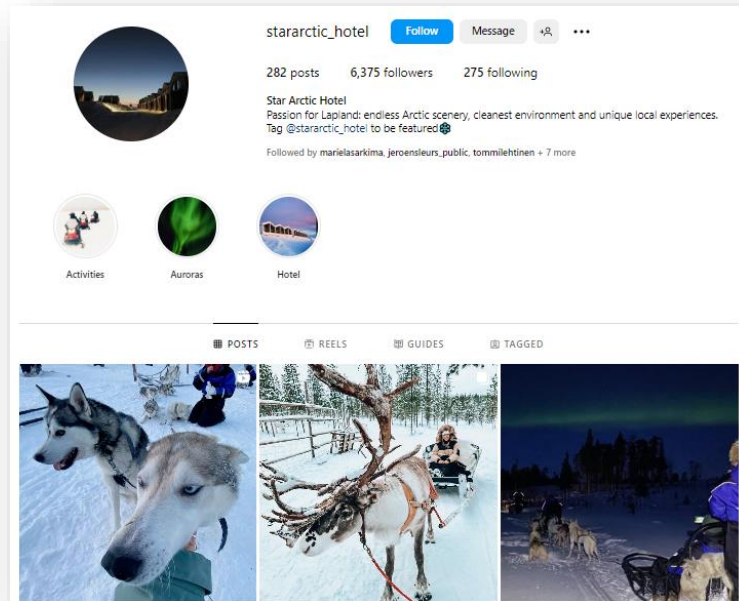 stararctic_hotel Follow Message
282 posts 6,375 followers 275 following
Star Arctic Hotel
Passion for Lapland: endless Arctic scenery, cleanest environment and unique local experiences.
Tag @stararctic_hotel to be featured
Followed by marielasarkima, jeroensleurs_public, tommilehtinen + 7 more
Activities Auroras Hotel
POSTS REELS GUIDES TAGGED